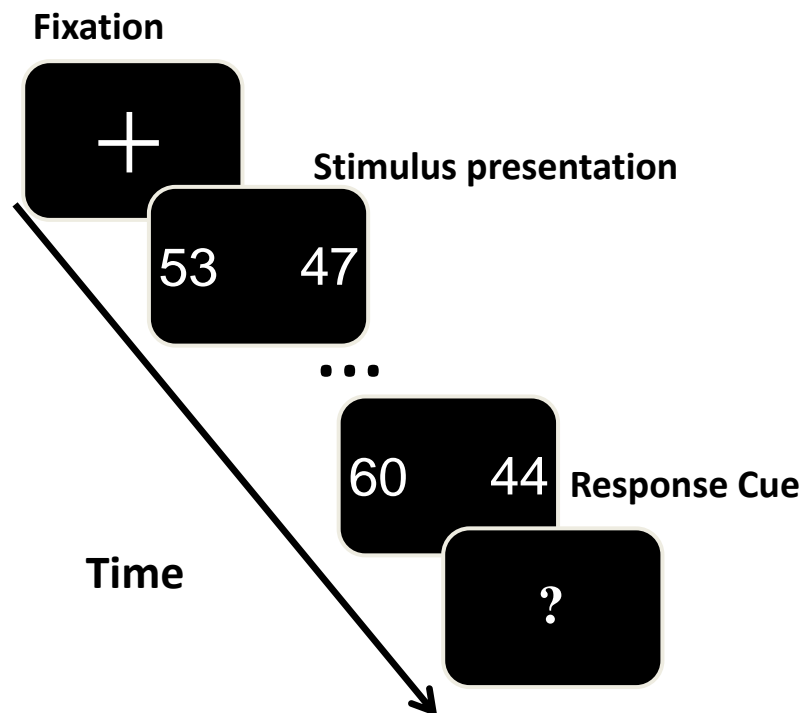 Fixation
+
Stimulus presentation
53 47
...
60 44
Response Cue
Time
?